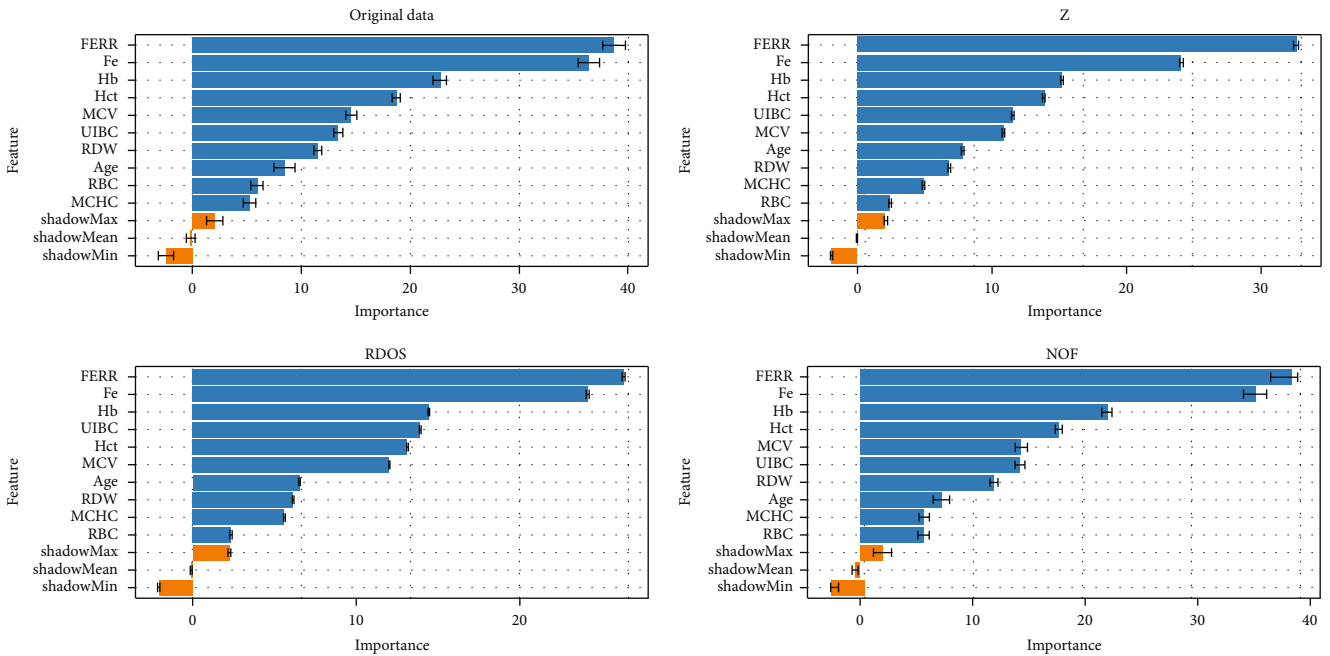 Original data
Feature
FERR
Fe
Hb
Hct
MCV
UIBC
RDW
Age
RBC
MCHC
shadowMax
shadowMean
shadowMin
0 10 20 30 40
Importance
Z
Feature
FERR
Fe
Hb
Hct
UIBC
MCV
Age
RDW
MCHC
RBC
shadowMax
shadowMean
shadowMin
0 10 20 30
Importance
RDOS
Feature
FERR
Fe
Hb
UIBC
Hct
MCV
Age
RDW
MCHC
RBC
shadowMax
shadowMean
shadowMin
0 10 20
Importance
NOF
Feature
FERR
Fe
Hb
Hct
MCV
UIBC
RDW
Age
MCHC
RBC
shadowMax
shadowMean
shadowMin
0 10 20 30 40
Importance